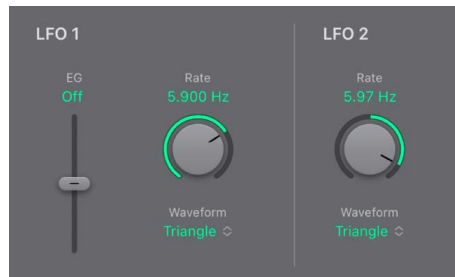 LFO 1
LFO 2
EG
Off
Rate
5.900 Hz
Rate
5.97 Hz
Waveform
Triangle
Waveform
Triangle